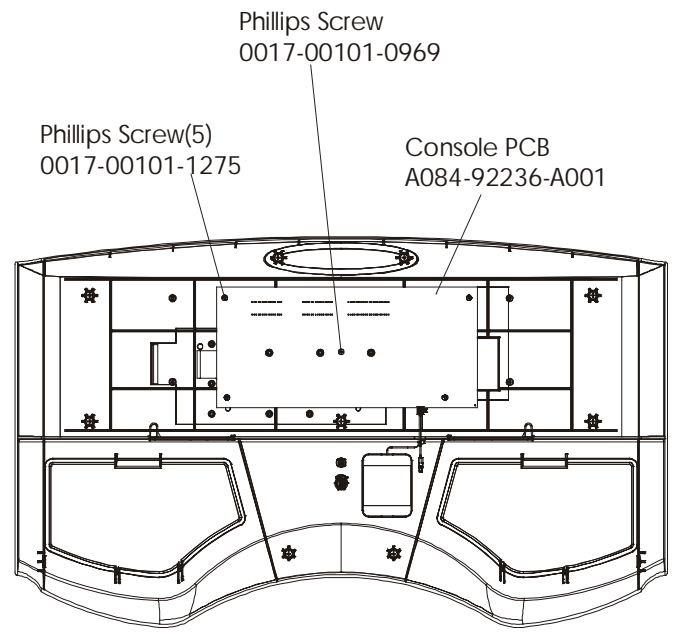 Phillips Screw
0017-00101-0969
Phillips Screw(5)
0017-00101-1275
Console PCB
A084-92236-A001